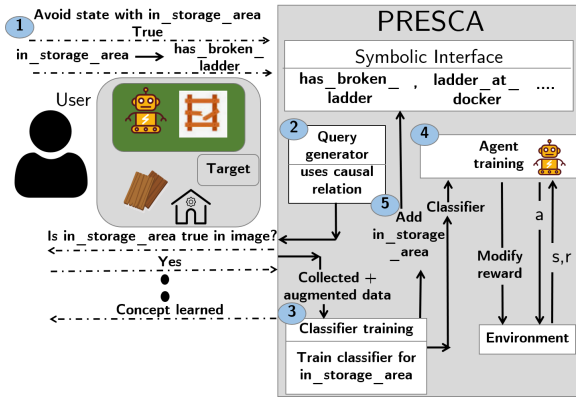 1
Avoid state with in_storage_area
True
in_storage_area
has_broken_
ladder
User
Target
Is in_storage_area true in image?
Yes
Concept learned
PRESCA
Symbolic Interface
has_broken_
ladder
,
ladder_at_
docker
....
2
Query
generator
uses causal
relation
4
Agent
training
5
Add
in_storage
_area
Classifier
Collected +
augmented data
Modify
reward
a
s,r
3
Classifier training
Train classifier for
in_storage_area
Environment